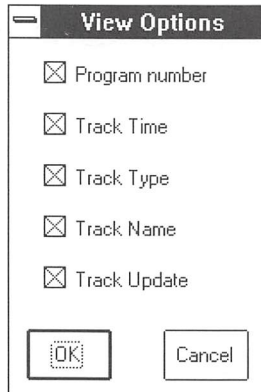 View Options
Program number
Track Time
Track Type
Track Name
Track Update
OK
Cancel